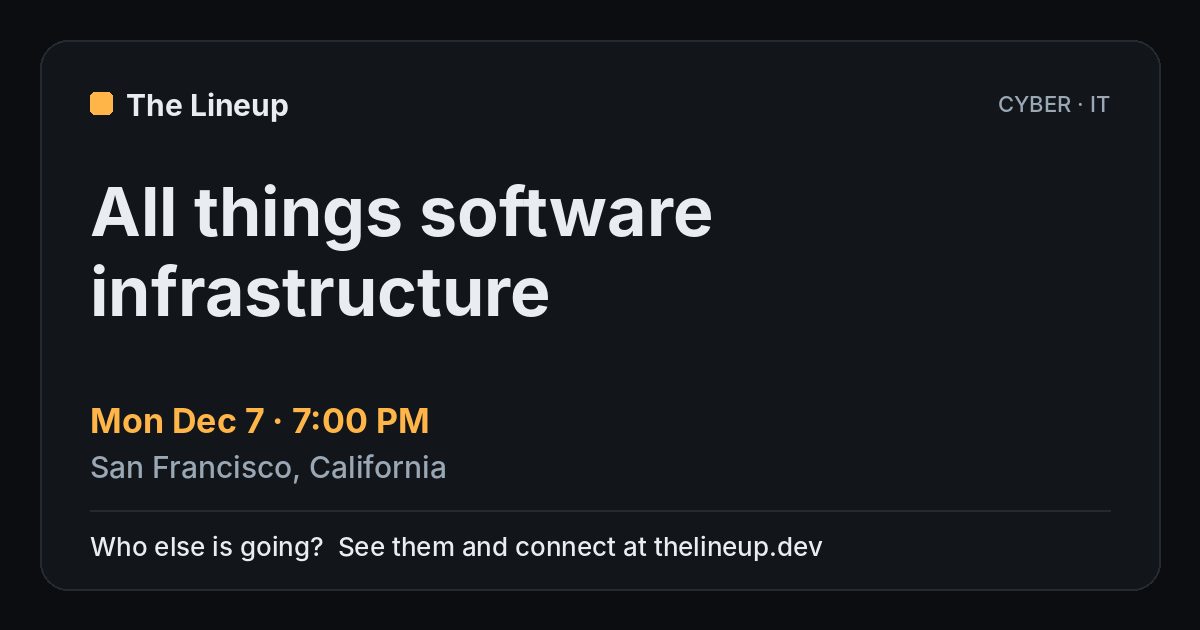 The Lineup
CYBER · IT
All things software
infrastructure
Mon Dec 7 · 7:00 PM
San Francisco, California
Who else is going?  See them and connect at thelineup.dev